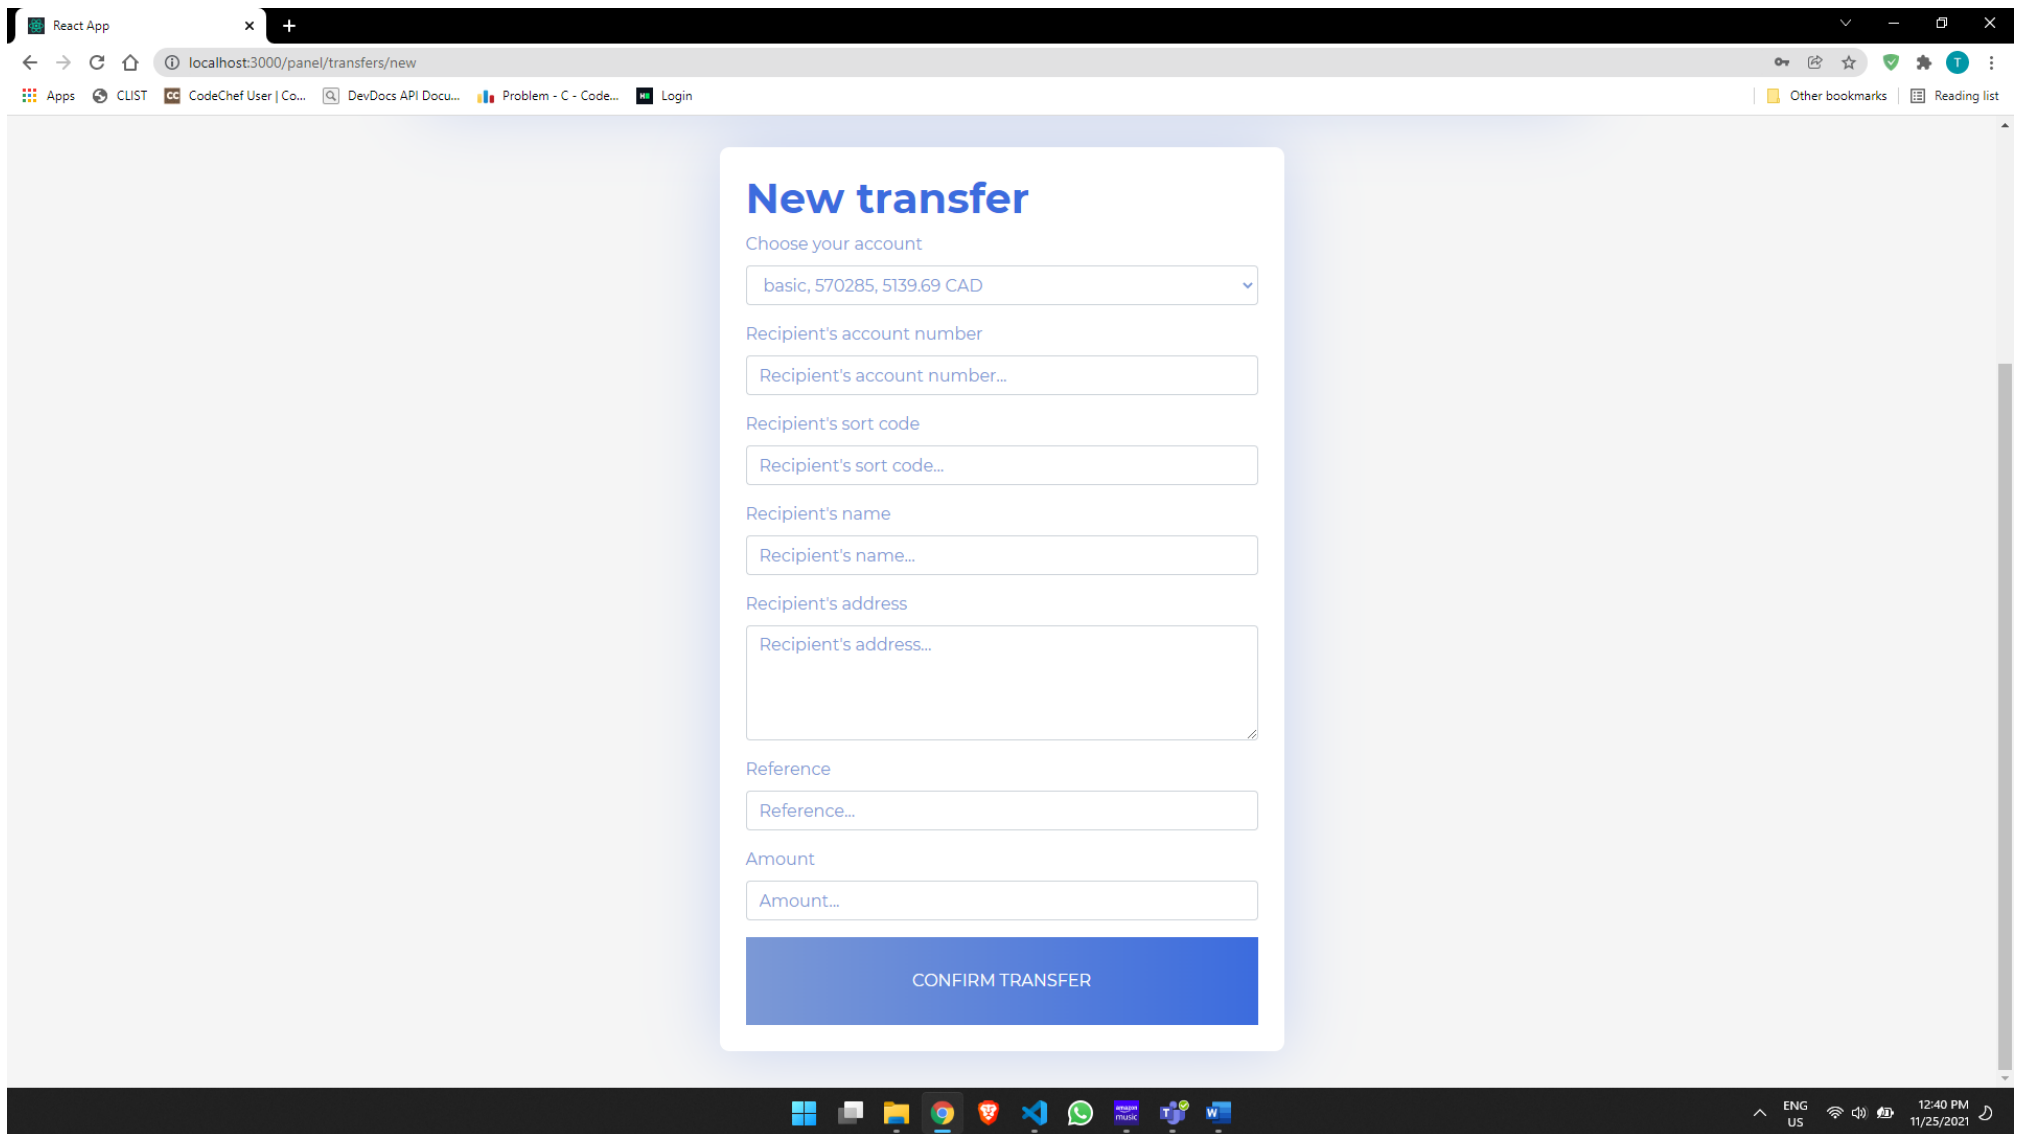 React App
localhost:3000/panel/transfers/new
T
Apps CLIST CC CodeChef User | Co... DevDocs API Docu... Problem - C - Code... Login Other bookmarks Reading list
New transfer
Choose your account
basic, 570285, 5139.69 CAD
Recipient's account number
Recipient's account number...
Recipient's sort code
Recipient's sort code...
Recipient's name
Recipient's name...
Recipient's address
Recipient's address...
Reference
Reference...
Amount
Amount...
CONFIRM TRANSFER
amazon
music
ENG
US
12:40 PM
11/25/2021